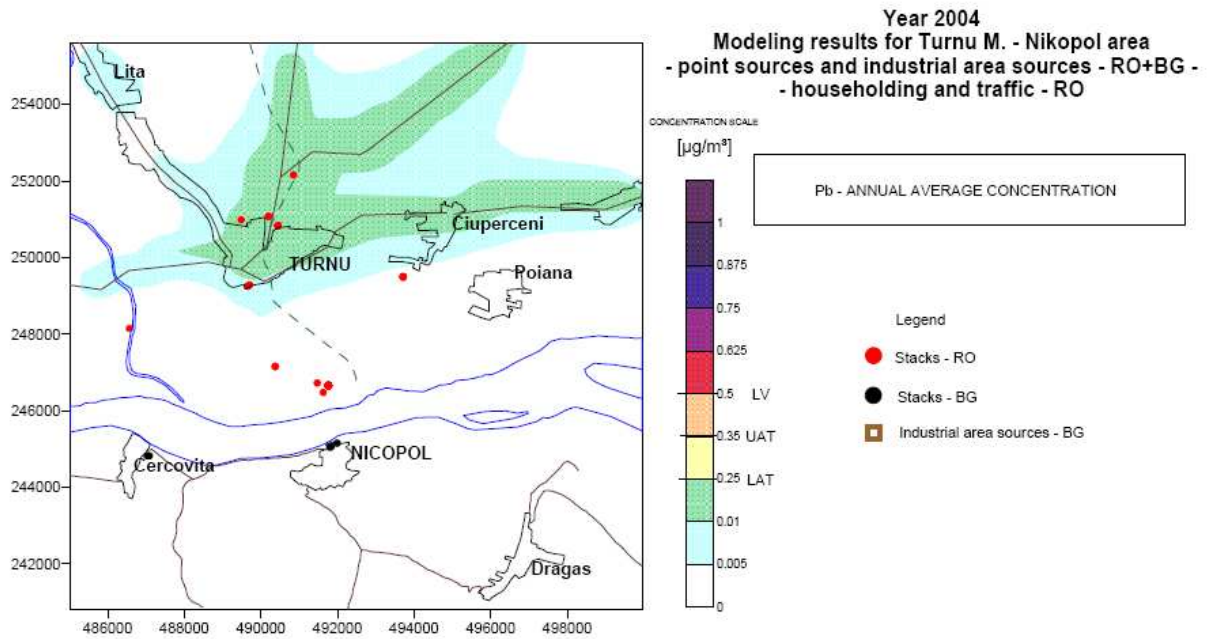 Year 2004
Modeling results for Turnu M. - Nikopol area
- point sources and industrial area sources - RO+BG -
- householding and traffic - RO
CONCENTRATION SCALE
[µg/m³]
Pb - ANNUAL AVERAGE CONCENTRATION
1
0.875
0.75
0.625
0.5 LV
0.35 UAT
0.25 LAT
0.01
0.005
0
Legend
Stacks - RO
Stacks - BG
Industrial area sources - BG
Lita
Ciuperceni
TURNU
Poiana
NICOPOL
Cercovita
Dragas
254000
252000
250000
248000
246000
244000
242000
486000 488000 490000 492000 494000 496000 498000